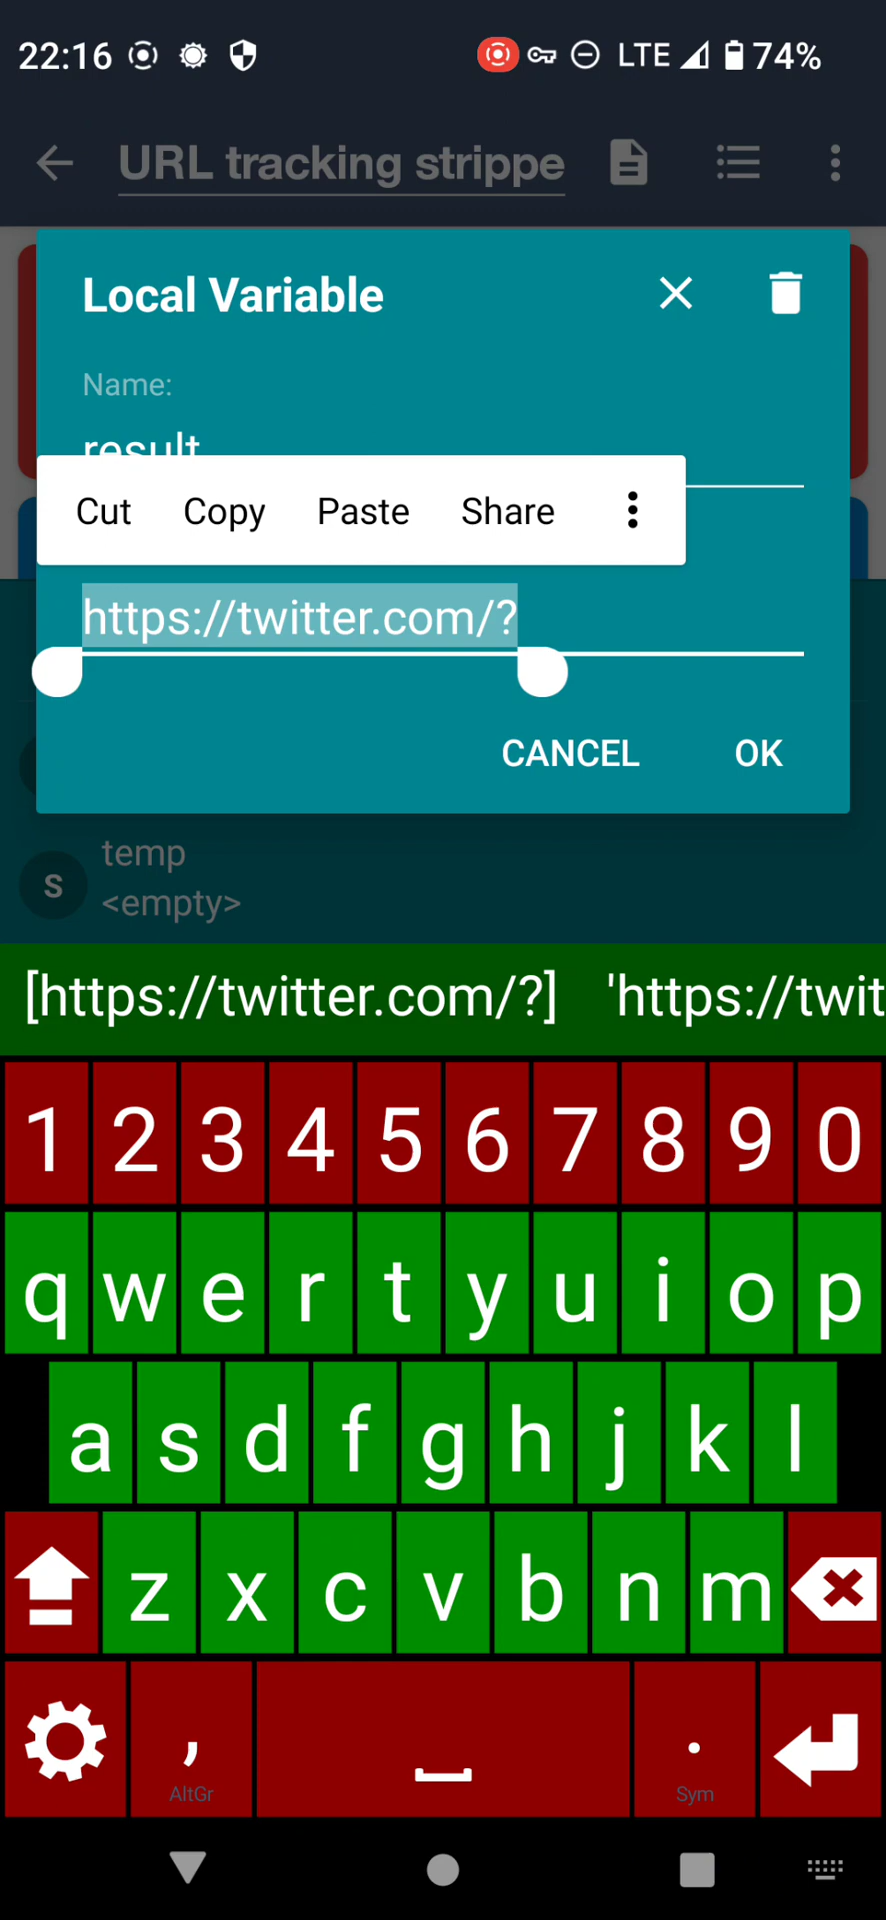 22:16 LTE 74%
URL tracking strippe
Local Variable
Name:
result
Cut Copy Paste Share
https://twitter.com/?
CANCEL OK
temp
S
<empty>
[https://twitter.com/?] 'https://twit
1 2 3 4 5 6 7 8 9 0
q w e r t y u i o p
a s d f g h j k l
z x c v b n m
, .
AltGr Sym